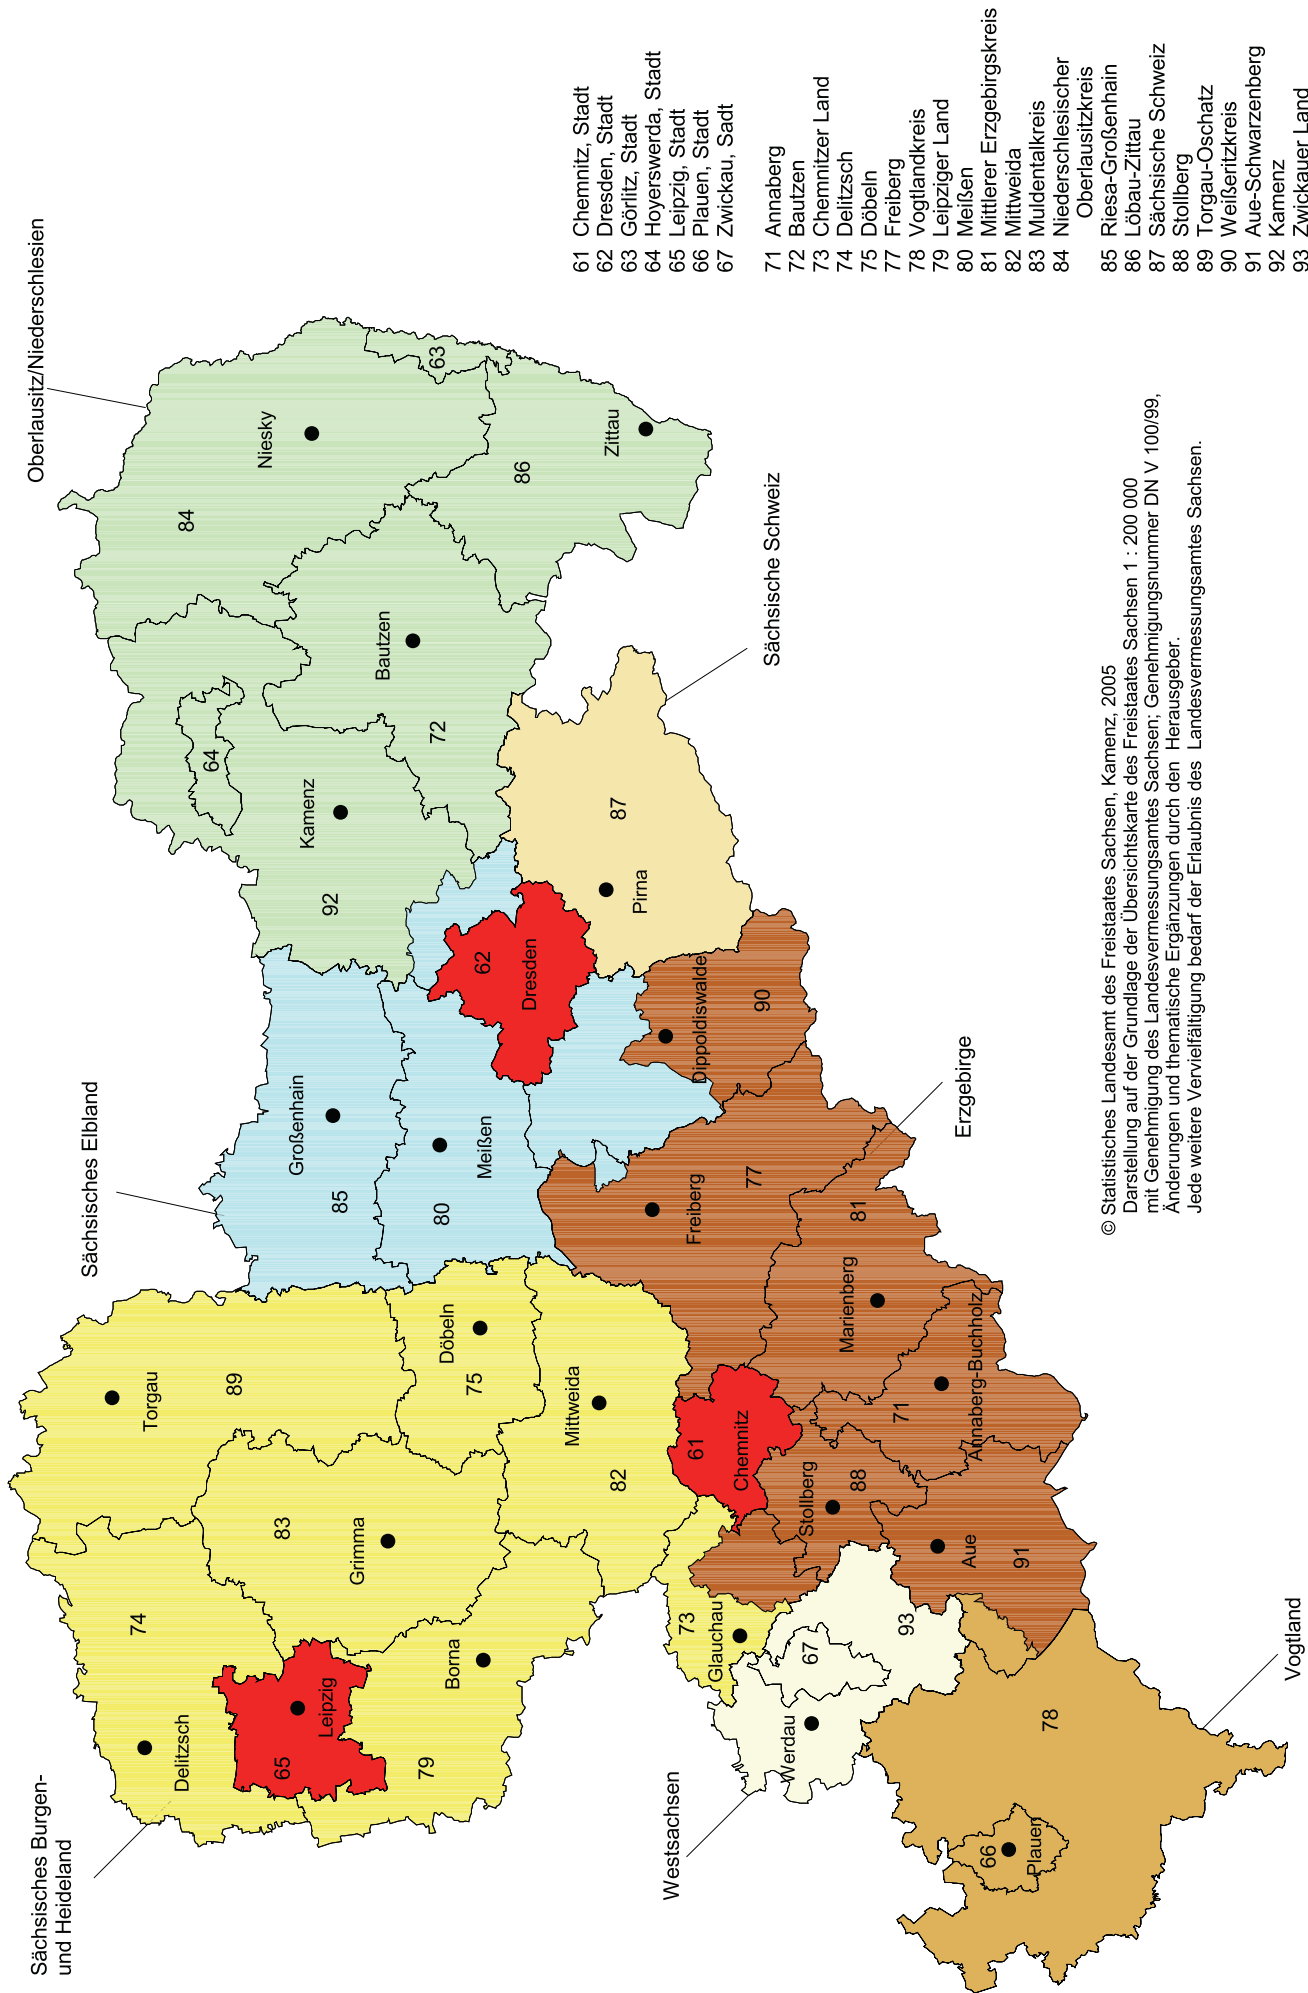 Oberlausitz/Niederschlesien
Sächsisches Elbland
Sächsisches Burgen-
und Heideland
Sächsische Schweiz
Erzgebirge
Westsachsen
Vogtland
Delitzsch
74
65
Leipzig
79
Borna
83
Grimma
Torgau
89
Döbeln
75
Mittweida
82
Großenhain
85
80
Meißen
62
Dresden
92
Kamenz
64
Bautzen
72
84
Niesky
63
86
Zittau
87
Pirna
Dippoldiswalde
90
Freiberg
77
81
Marienberg
Annaberg-Buchholz
71
61
Chemnitz
Stollberg
88
Aue
91
73
Glauchau
67
93
Werdau
78
66
Plauen
61 Chemnitz, Stadt
62 Dresden, Stadt
63 Görlitz, Stadt
64 Hoyerswerda, Stadt
65 Leipzig, Stadt
66 Plauen, Stadt
67 Zwickau, Sadt
71 Annaberg
72 Bautzen
73 Chemnitzer Land
74 Delitzsch
75 Döbeln
77 Freiberg
78 Vogtlandkreis
79 Leipziger Land
80 Meißen
81 Mittlerer Erzgebirgskreis
82 Mittweida
83 Muldentalkreis
84 Niederschlesischer
Oberlausitzkreis
85 Riesa-Großenhain
86 Löbau-Zittau
87 Sächsische Schweiz
88 Stollberg
89 Torgau-Oschatz
90 Weißeritzkreis
91 Aue-Schwarzenberg
92 Kamenz
93 Zwickauer Land
© Statistisches Landesamt des Freistaates Sachsen, Kamenz, 2005
Darstellung auf der Grundlage der Übersichtskarte des Freistaates Sachsen 1 : 200 000
mit Genehmigung des Landesvermessungsamtes Sachsen; Genehmigungsnummer DN V 100/99,
Änderungen und thematische Ergänzungen durch den Herausgeber.
Jede weitere Vervielfältigung bedarf der Erlaubnis des Landesvermessungsamtes Sachsen.